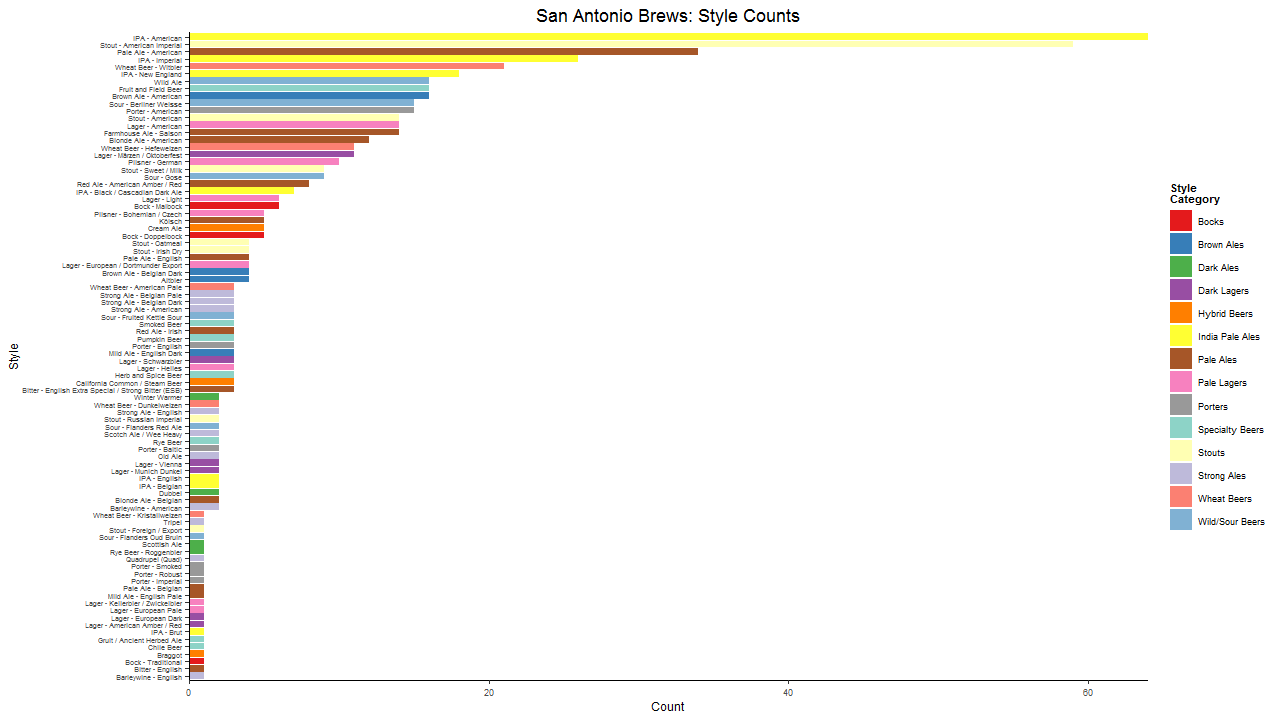 San Antonio Brews: Style Counts
IPA - American
Stout - American Imperial
Pale Ale - American
IPA - Imperial
Wheat Beer - Witbier
IPA - New England
Wild Ale
Fruit and Field Beer
Brown Ale - American
Sour - Berliner Weisse
Porter - American
Stout - American
Lager - American
Farmhouse Ale - Saison
Blonde Ale - American
Wheat Beer - Hefeweizen
Lager - Märzen / Oktoberfest
Pilsner - German
Stout - Sweet / Milk
Sour - Gose
Red Ale - American Amber / Red
IPA - Black / Cascadian Dark Ale
Lager - Light
Bock - Maibock
Pilsner - Bohemian / Czech
Kölsch
Cream Ale
Bock - Doppelbock
Stout - Oatmeal
Stout - Irish Dry
Pale Ale - English
Lager - European / Dortmunder Export
Brown Ale - Belgian Dark
Altbier
Wheat Beer - American Pale
Strong Ale - Belgian Pale
Strong Ale - Belgian Dark
Strong Ale - American
Sour - Fruited Kettle Sour
Smoked Beer
Red Ale - Irish
Pumpkin Beer
Porter - English
Mild Ale - English Dark
Lager - Schwarzbier
Lager - Helles
Herb and Spice Beer
California Common / Steam Beer
Bitter - English Extra Special / Strong Bitter (ESB)
Winter Warmer
Wheat Beer - Dunkelweizen
Strong Ale - English
Stout - Russian Imperial
Sour - Flanders Red Ale
Scotch Ale / Wee Heavy
Rye Beer
Porter - Baltic
Old Ale
Lager - Vienna
Lager - Munich Dunkel
IPA - English
IPA - Belgian
Dubbel
Blonde Ale - Belgian
Barleywine - American
Wheat Beer - Kristallweizen
Tripel
Stout - Foreign / Export
Sour - Flanders Oud Bruin
Scottish Ale
Rye Beer - Roggenbier
Quadrupel (Quad)
Porter - Smoked
Porter - Robust
Porter - Imperial
Pale Ale - Belgian
Mild Ale - English Pale
Lager - Kellerbier / Zwickelbier
Lager - European Pale
Lager - European Dark
Lager - American Amber / Red
IPA - Brut
Gruit / Ancient Herbed Ale
Chile Beer
Braggot
Bock - Traditional
Bitter - English
Barleywine - English
Style
0
20
40
60
Count
Style
Category
Bocks
Brown Ales
Dark Ales
Dark Lagers
Hybrid Beers
India Pale Ales
Pale Ales
Pale Lagers
Porters
Specialty Beers
Stouts
Strong Ales
Wheat Beers
Wild/Sour Beers